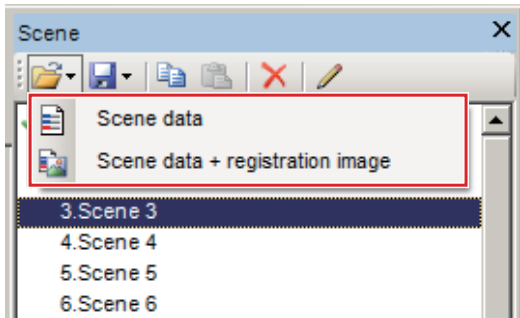 Scene
Scene data
Scene data + registration image
3.Scene 3
4.Scene 4
5.Scene 5
6.Scene 6